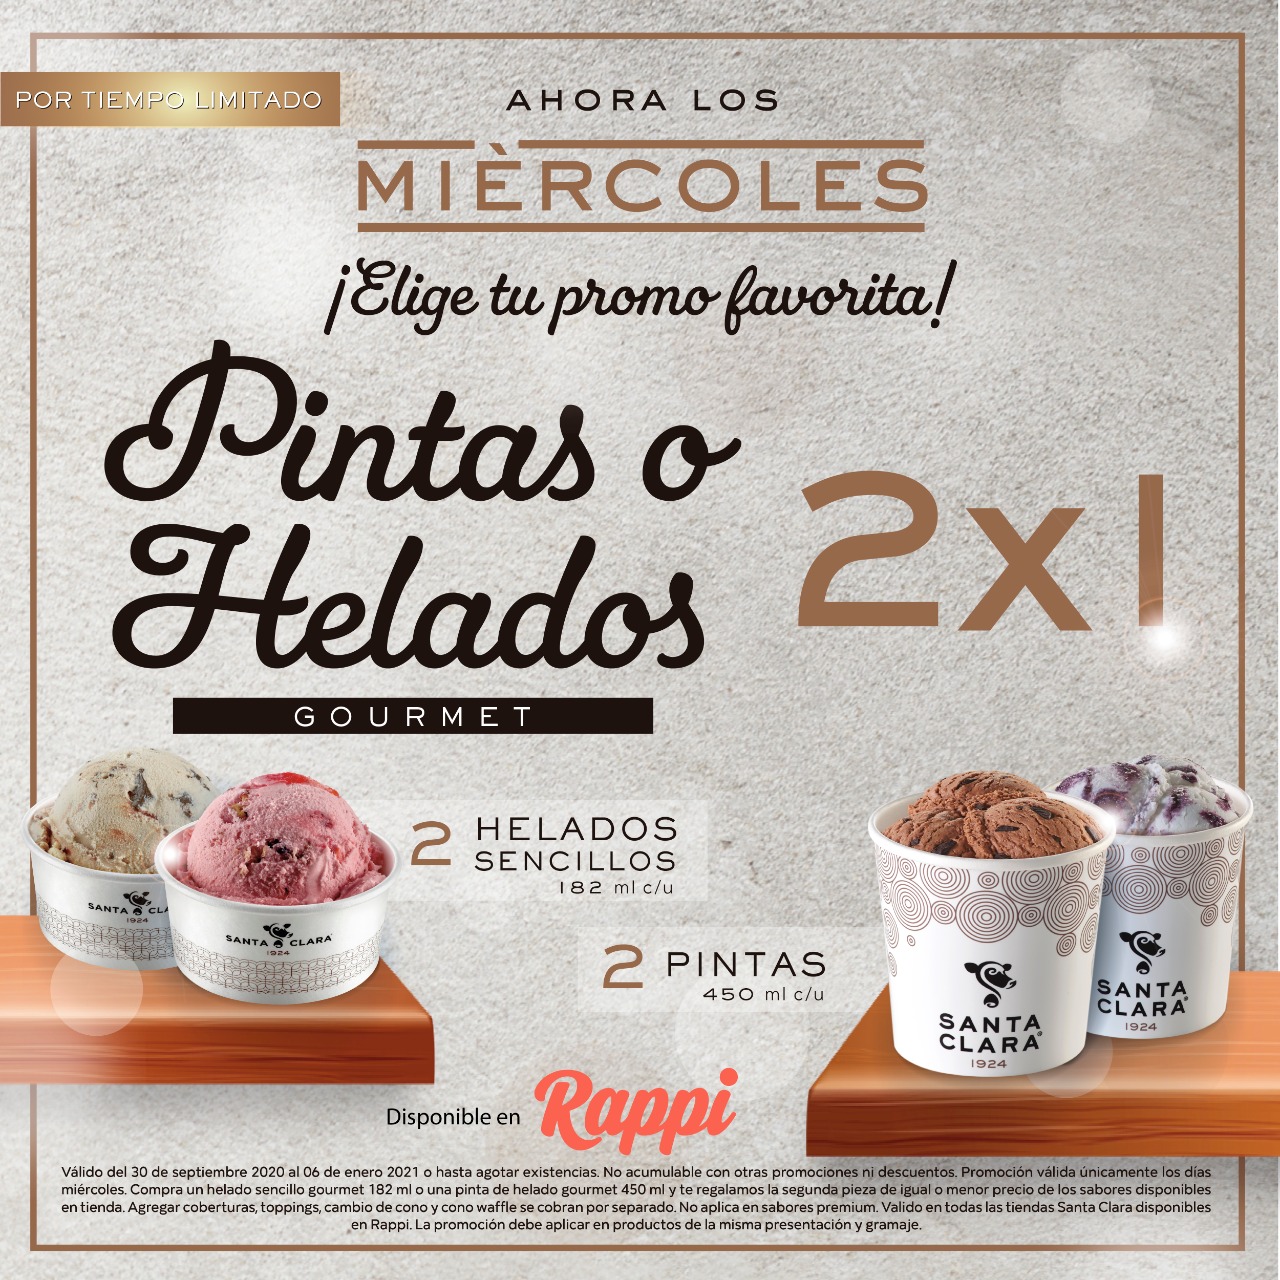 POR TIEMPO LIMITADO
AHORA LOS
MIÈRCOLES
¡Elige tu promo favorita!
Pintas o
Helados
2x1
GOURMET
2 HELADOS
SENCILLOS
182 ml c/u
SANTA CLA
1924
SANTA CLARA
1924
2 PINTAS
450 ml c/u
SANTA
CLARA®
1924
SANTA
CLARA®
1924
Disponible en Rappi
Válido del 30 de septiembre 2020 al 06 de enero 2021 o hasta agotar existencias. No acumulable con otras promociones ni descuentos. Promoción válida únicamente los días
miércoles. Compra un helado sencillo gourmet 182 ml o una pinta de helado gourmet 450 ml y te regalamos la segunda pieza de igual o menor precio de los sabores disponibles
en tienda. Agregar coberturas, toppings, cambio de cono y cono waffle se cobran por separado. No aplica en sabores premium. Valido en todas las tiendas Santa Clara disponibles
en Rappi. La promoción debe aplicar en productos de la misma presentación y gramaje.